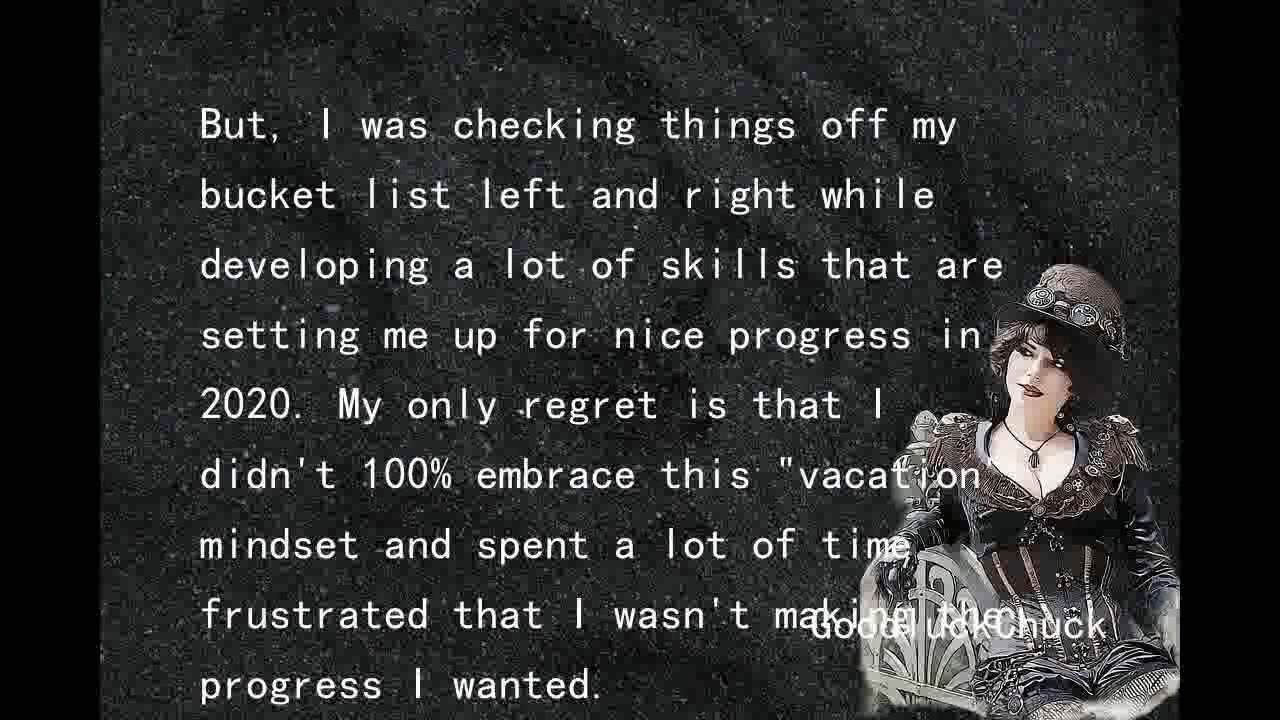 But, I was checking things off my
bucket list left and right while
developing a lot of skills that are
setting me up for nice progress in
2020. My only regret is that I
didn't 100% embrace this "vacation"
mindset and spent a lot of time
frustrated that I wasn't making the
progress I wanted.
GoodluckChuck